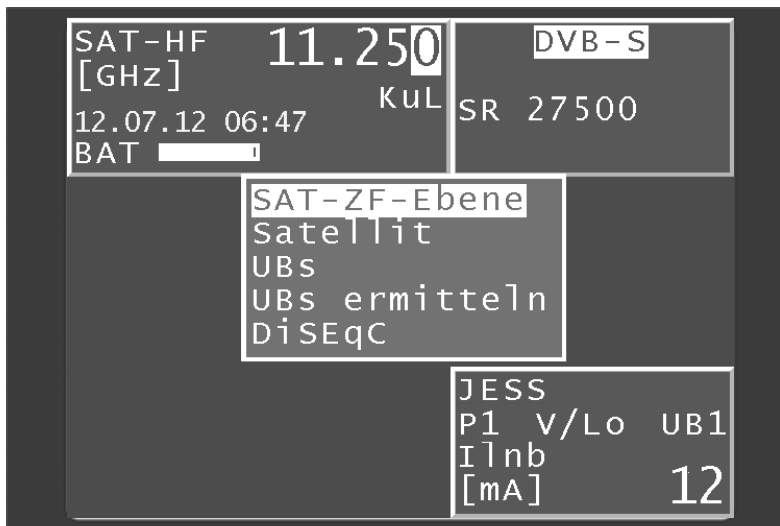 SAT-HF 11.250
[GHz]
KuL
12.07.12 06:47
BAT
DVB-S
SR 27500
SAT-ZF-Ebene
Satellit
UBs
UBs ermitteln
DiSEqC
JESS
P1 V/Lo UB1
Ilnb
[mA] 12